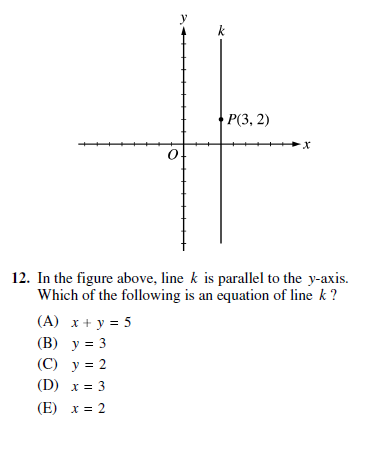 y
k
P(3, 2)
x
O
12. In the figure above, line k is parallel to the y-axis.
Which of the following is an equation of line k ?
(A) x + y = 5
(B) y = 3
(C) y = 2
(D) x = 3
(E) x = 2